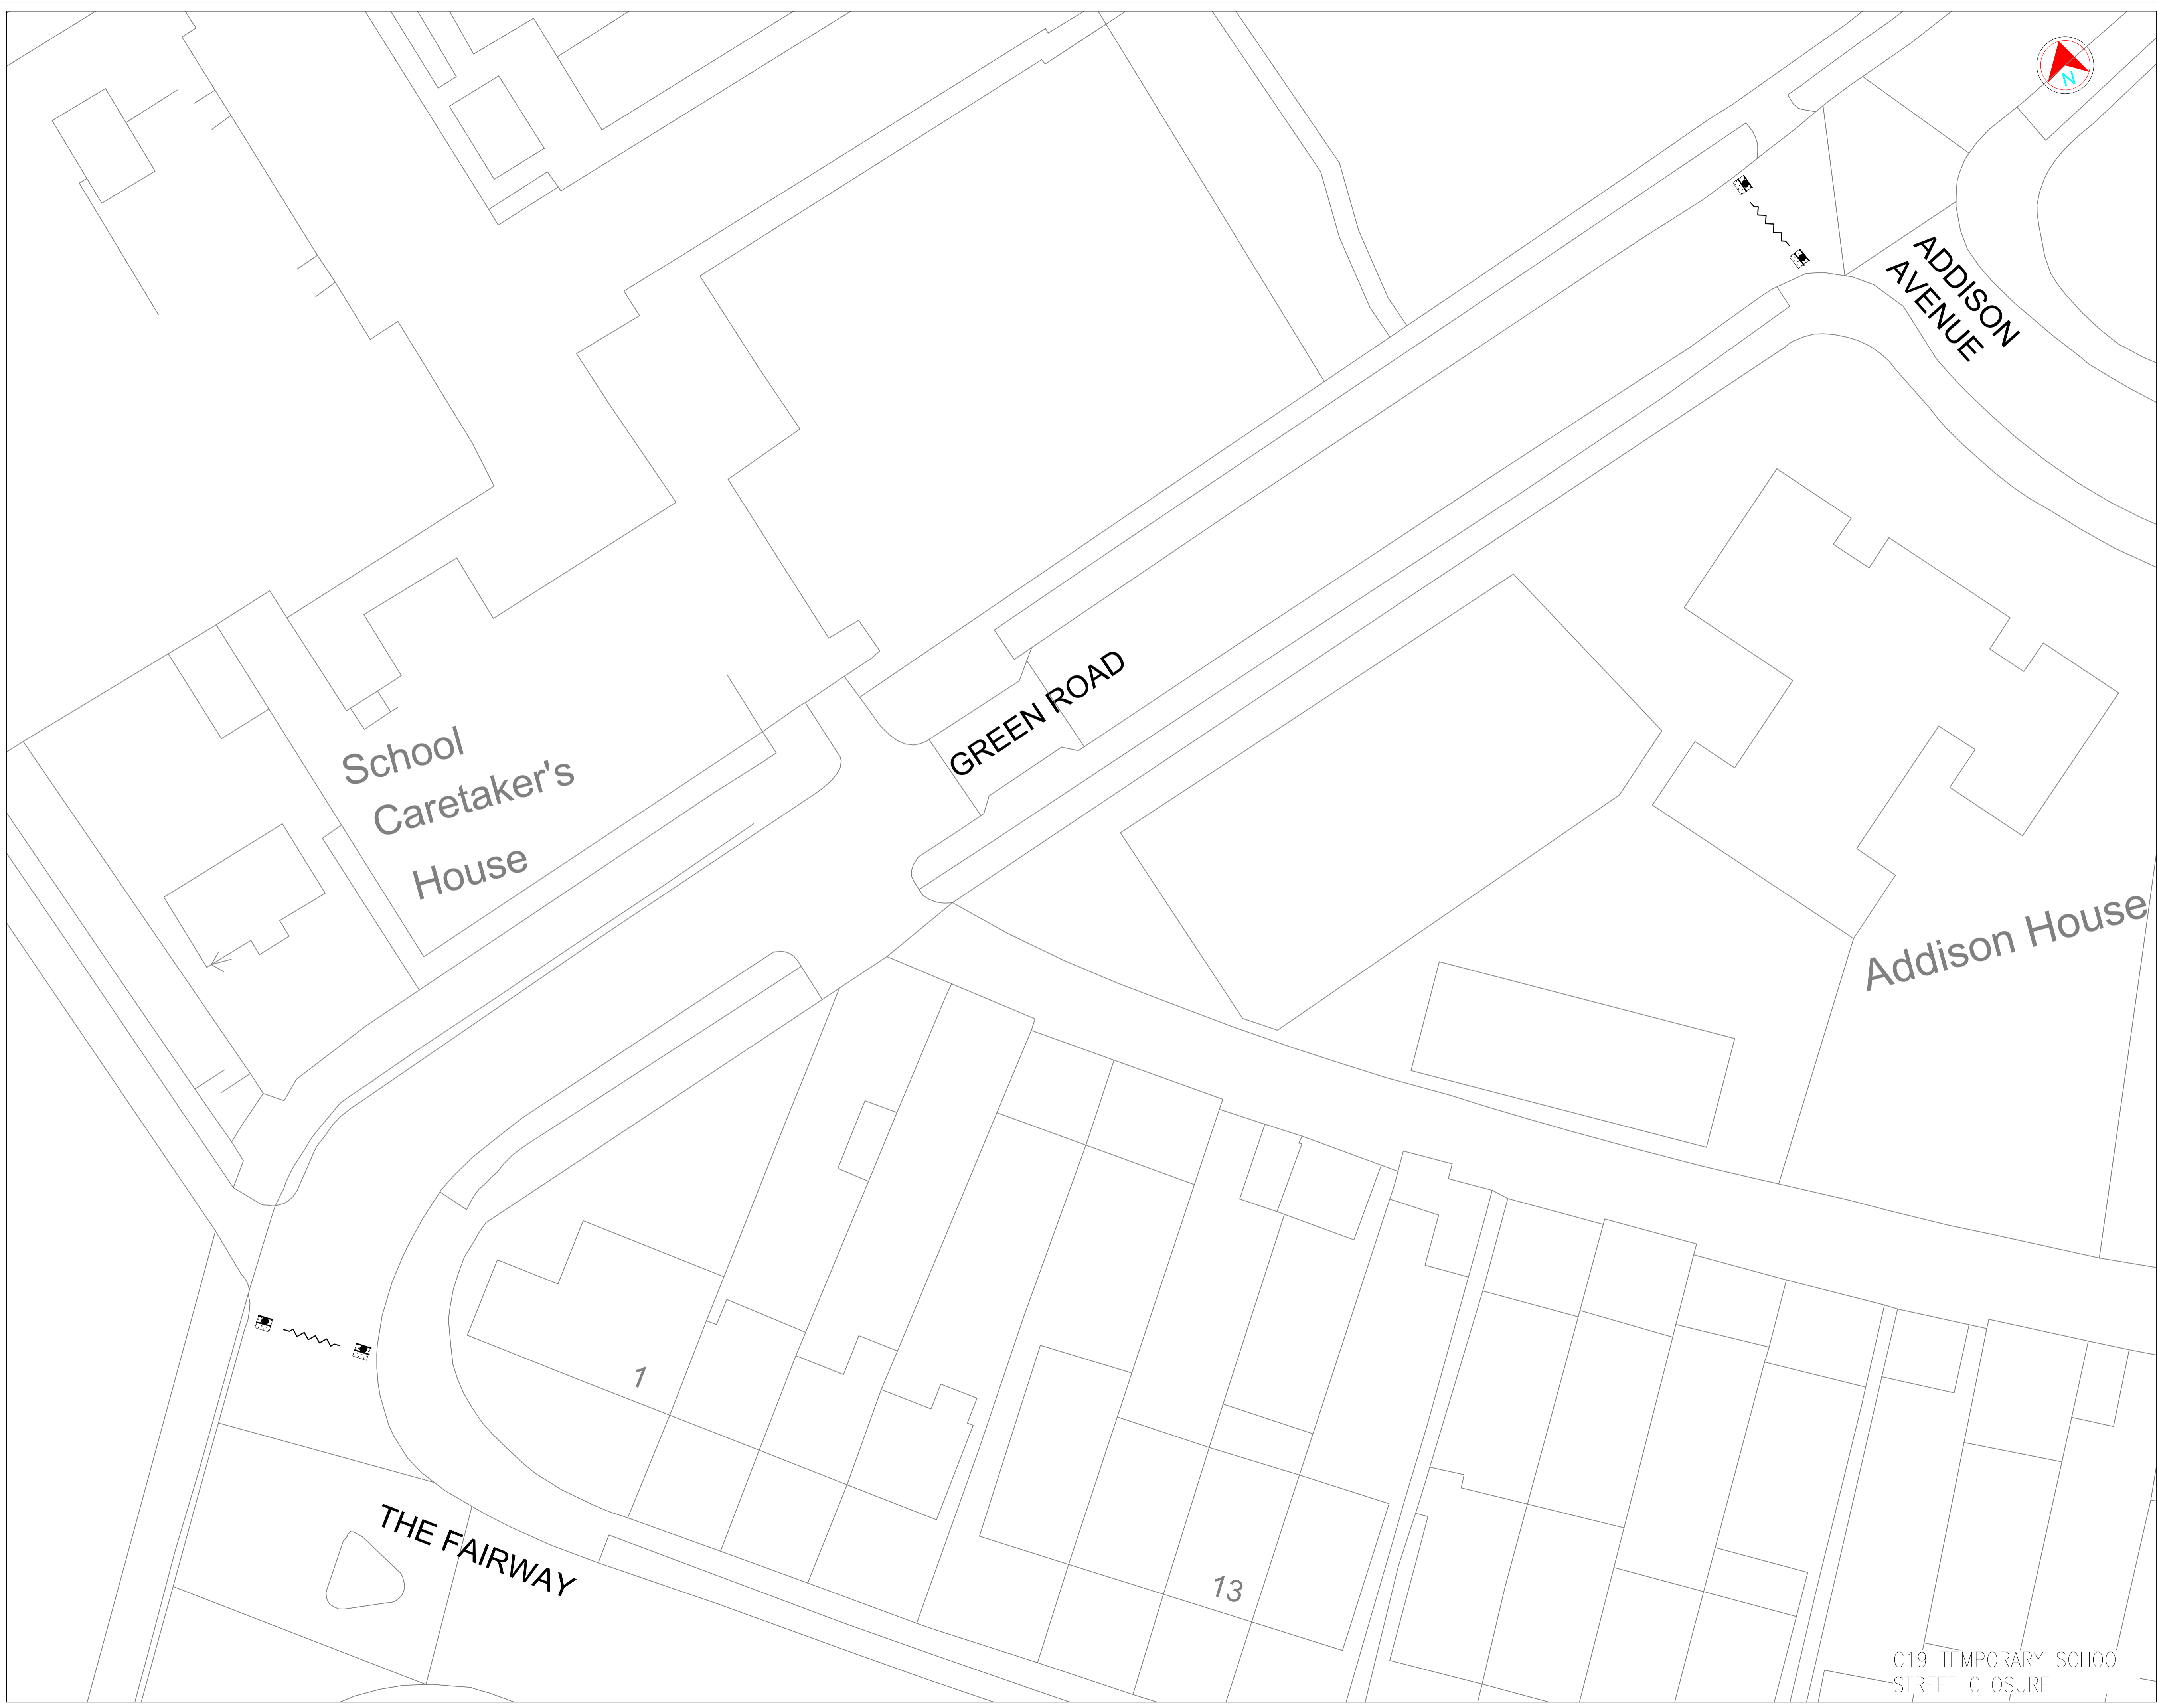 N
ADDISON
AVENUE
GREEN ROAD
School
Caretaker's
House
Addison House
1
THE FAIRWAY
13
C19 TEMPORARY SCHOOL
STREET CLOSURE